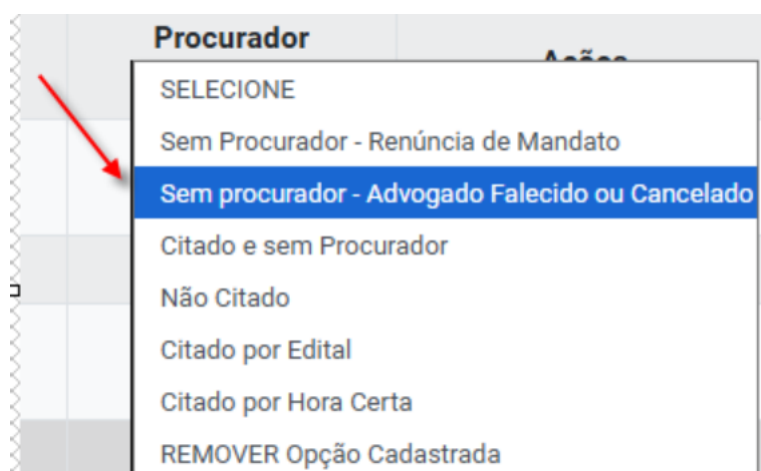 Procurador
Ações
SELECIONE
Sem Procurador - Renúncia de Mandato
Sem procurador - Advogado Falecido ou Cancelado
Citado e sem Procurador
Não Citado
Citado por Edital
Citado por Hora Certa
REMOVER Opção Cadastrada